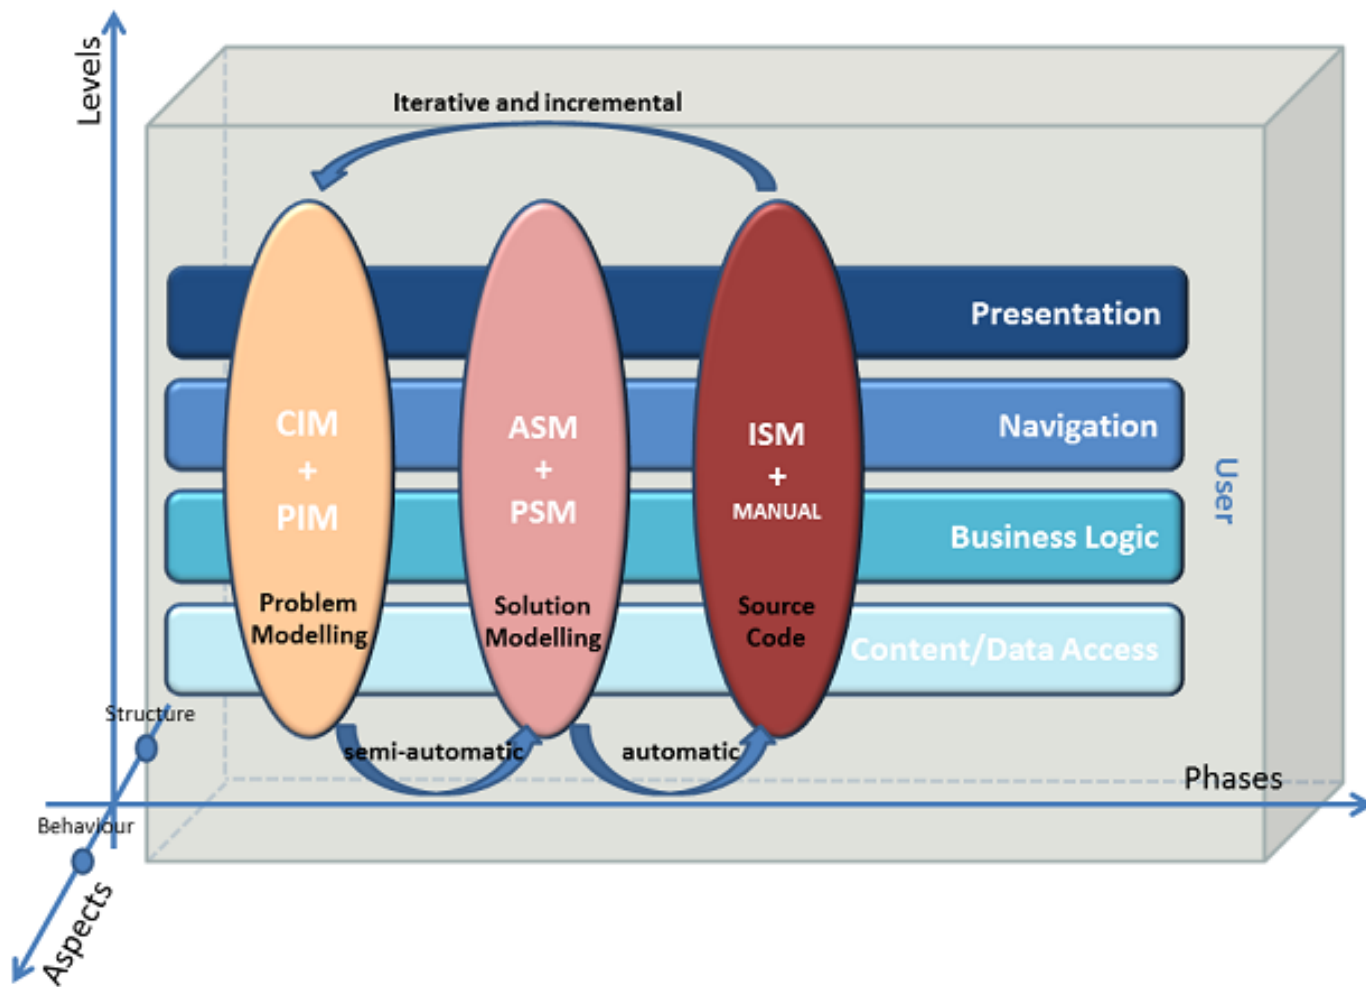 Levels
Iterative and incremental
Presentation
Navigation
Business Logic
Content/Data Access
User
CIM
+
PIM
Problem
Modelling
ASM
+
PSM
Solution
Modelling
ISM
+
MANUAL
Source
Code
semi-automatic
automatic
Structure
Behaviour
Aspects
Phases